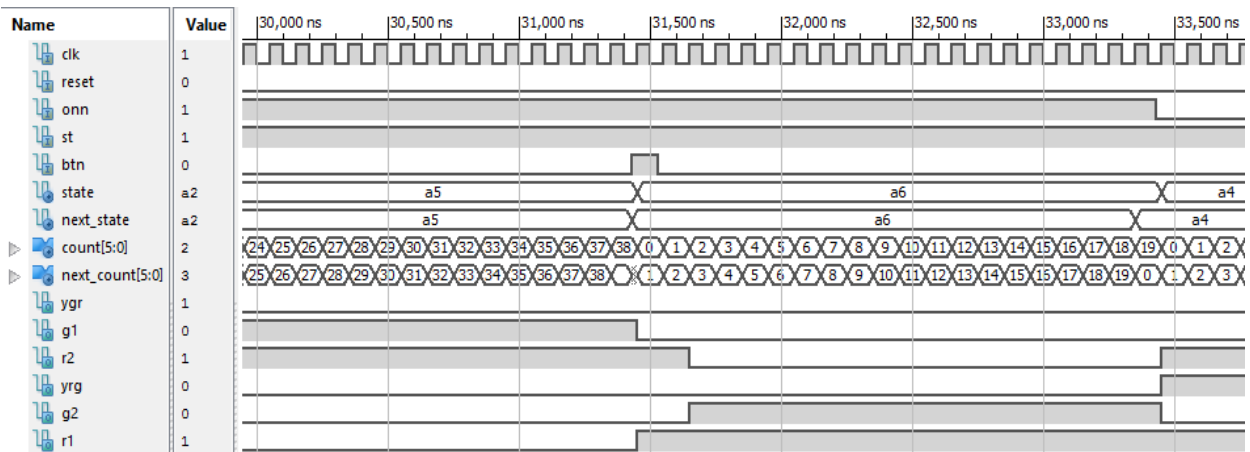 Name Value 30,000 ns 30,500 ns 31,000 ns 31,500 ns 32,000 ns 32,500 ns 33,000 ns 33,500 ns
clk 1
reset 0
onn 1
st 1
btn 0
state a2 a5 a6 a4
next_state a2 a5 a6 a4
count[5:0] 2 24 25 26 27 28 29 30 31 32 33 34 35 36 37 38 0 1 2 3 4 5 6 7 8 9 10 11 12 13 14 15 16 17 18 19 0 1 2
next_count[5:0] 3 25 26 27 28 29 30 31 32 33 34 35 36 37 38 1 2 3 4 5 6 7 8 9 10 11 12 13 14 15 16 17 18 19 0 1 2 3
ygr 1
g1 0
r2 1
yrg 0
g2 0
r1 1